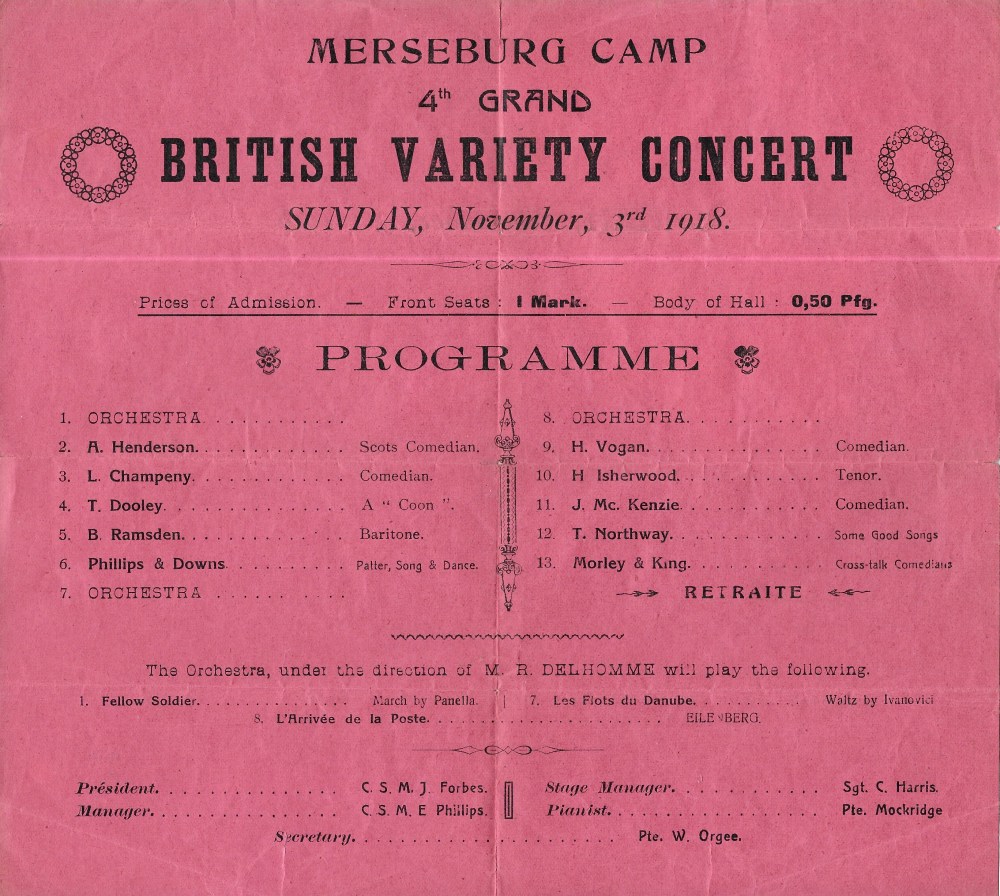 MERSEBURG CAMP
4th GRAND
BRITISH VARIETY CONCERT
SUNDAY, November, 3rd 1918.
Prices of Admission. — Front Seats : 1 Mark. — Body of Hall : 0,50 Pfg.
PROGRAMME
1. ORCHESTRA. . . . . . . . . . .
2. A. Henderson. . . . . . . . . . . Scots Comedian.
3. L. Champeny. . . . . . . . . . . Comedian.
4. T. Dooley. . . . . . . . . . . . . A “ Coon ”.
5. B. Ramsden. . . . . . . . . . . . Baritone.
6. Phillips & Downs. . . . . . . . . Patter, Song & Dance.
7. ORCHESTRA . . . . . . . . . .
8. ORCHESTRA. . . . . . . . . . .
9. H. Vogan. . . . . . . . . . . . . Comedian.
10. H Isherwood. . . . . . . . . . . Tenor.
11. J. Mc. Kenzie. . . . . . . . . . . Comedian.
12. T. Northway. . . . . . . . . . . . Some Good Songs
13. Morley & King. . . . . . . . . . . Cross-talk Comedians
RETRAITE
The Orchestra, under the direction of M. R. DELHOMME will play the following.
1. Fellow Soldier. . . . . . . . . . . . . March by Panella. | 7. Les Flots du Danube. . . . . . . . . . Waltz by Ivanovici
8. L'Arrivée de la Poste. . . . . . . . . . . . . . . . . . . . . EILENBERG.
Président. . . . . . . . . . . . . . . C. S. M. J. Forbes.
Manager. . . . . . . . . . . . . . . . C. S. M. E Phillips.
Stage Manager. . . . . . . . . . . . Sgt. C. Harris.
Pianist. . . . . . . . . . . . . . . . . Pte. Mockridge
Secretary. . . . . . . . . . . . . . . . . . . . . Pte. W. Orgee.